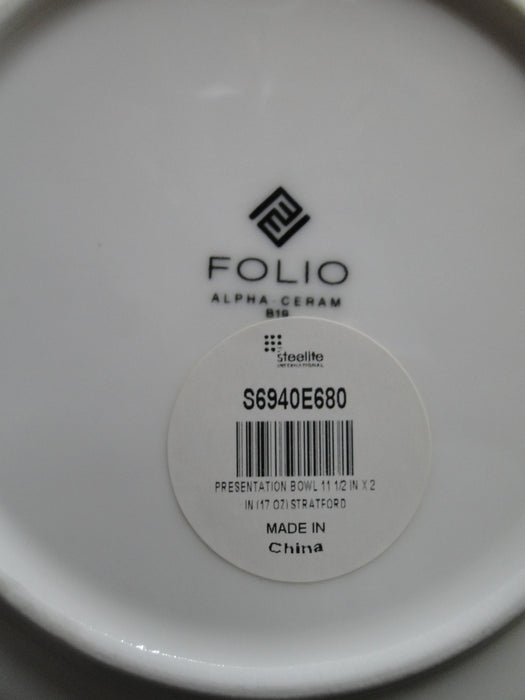 FOLIO
ALPHA-CERAM
B19
steelite
INTERNATIONAL
S6940E680
PRESENTATION BOWL 11 1/2 IN X 2
IN (17 OZ) STRATFORD
MADE IN
China